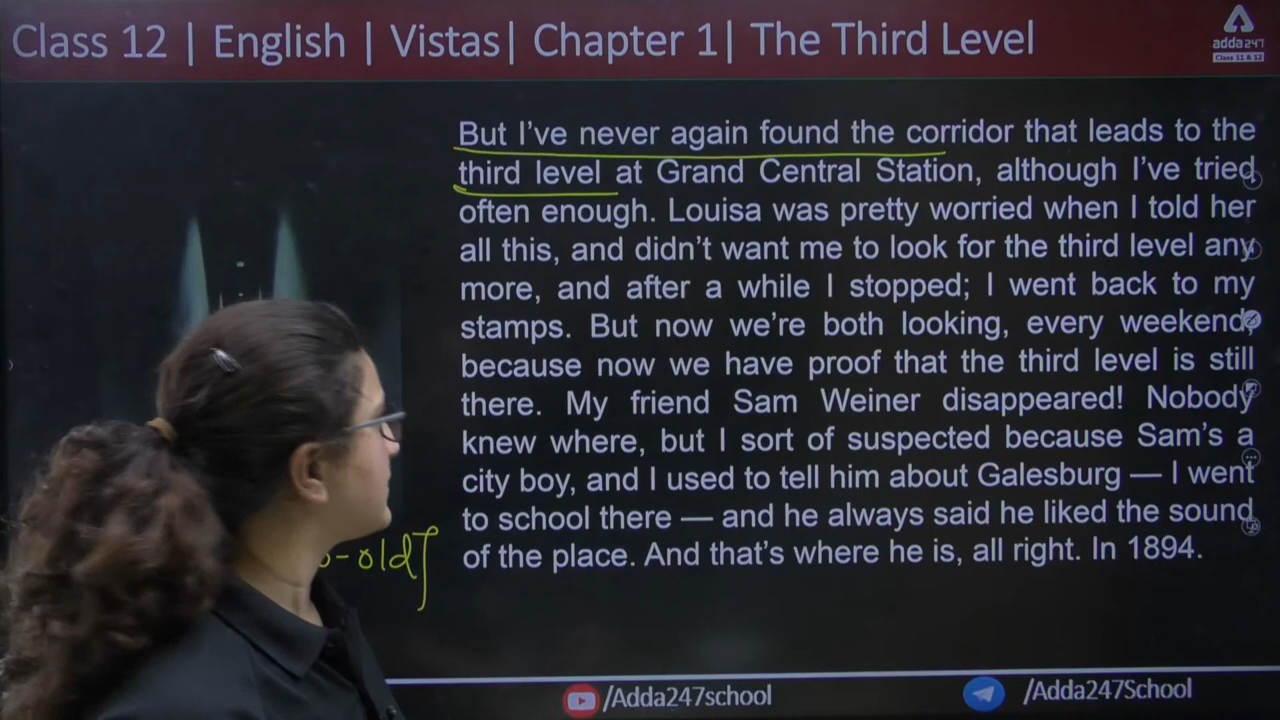 Class 12 | English | Vistas| Chapter 1| The Third Level
adda247
Class 11 & 12
But I've never again found the corridor that leads to the
third level at Grand Central Station, although I've tried
often enough. Louisa was pretty worried when I told her
all this, and didn't want me to look for the third level any
more, and after a while I stopped; I went back to my
stamps. But now we're both looking, every weekend,
because now we have proof that the third level is still
there. My friend Sam Weiner disappeared! Nobody
knew where, but I sort of suspected because Sam's a
city boy, and I used to tell him about Galesburg — I went
to school there — and he always said he liked the sound
of the place. And that's where he is, all right. In 1894.
-old
/Adda247school
/Adda247School